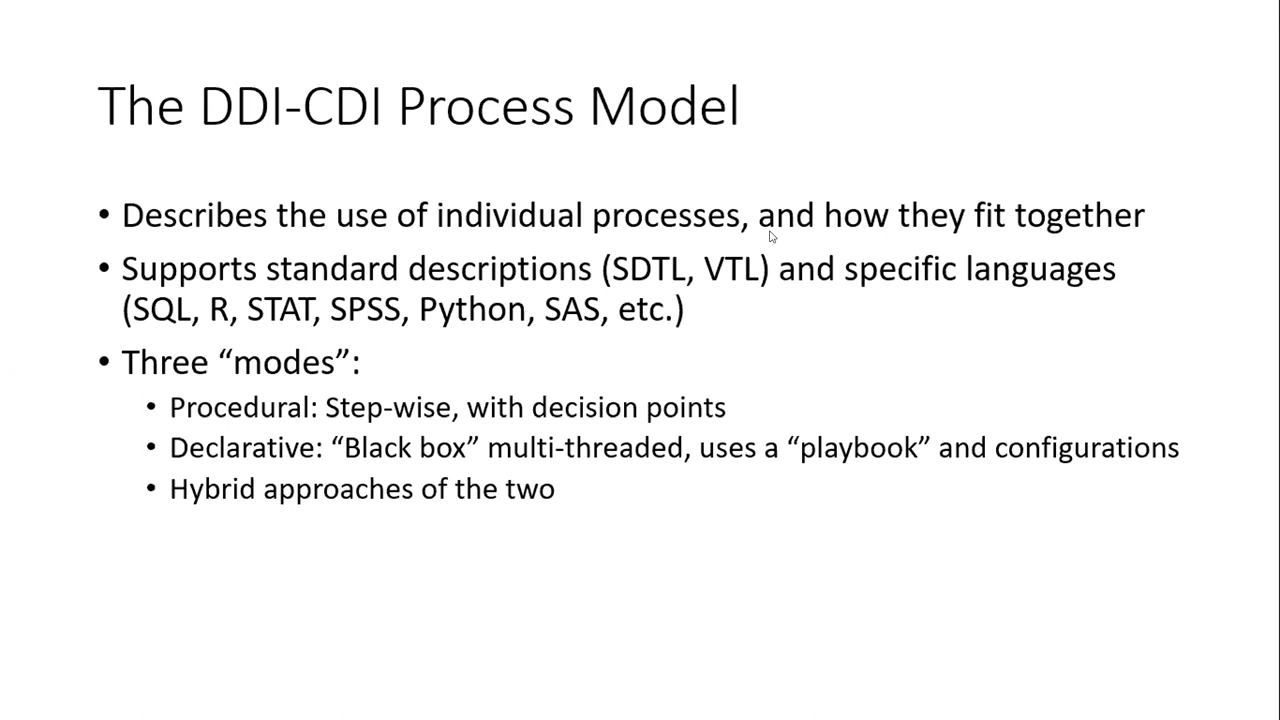 The DDI-CDI Process Model
• Describes the use of individual processes, and how they fit together
• Supports standard descriptions (SDTL, VTL) and specific languages
(SQL, R, STAT, SPSS, Python, SAS, etc.)
• Three “modes”:
• Procedural: Step-wise, with decision points
• Declarative: “Black box” multi-threaded, uses a “playbook” and configurations
• Hybrid approaches of the two